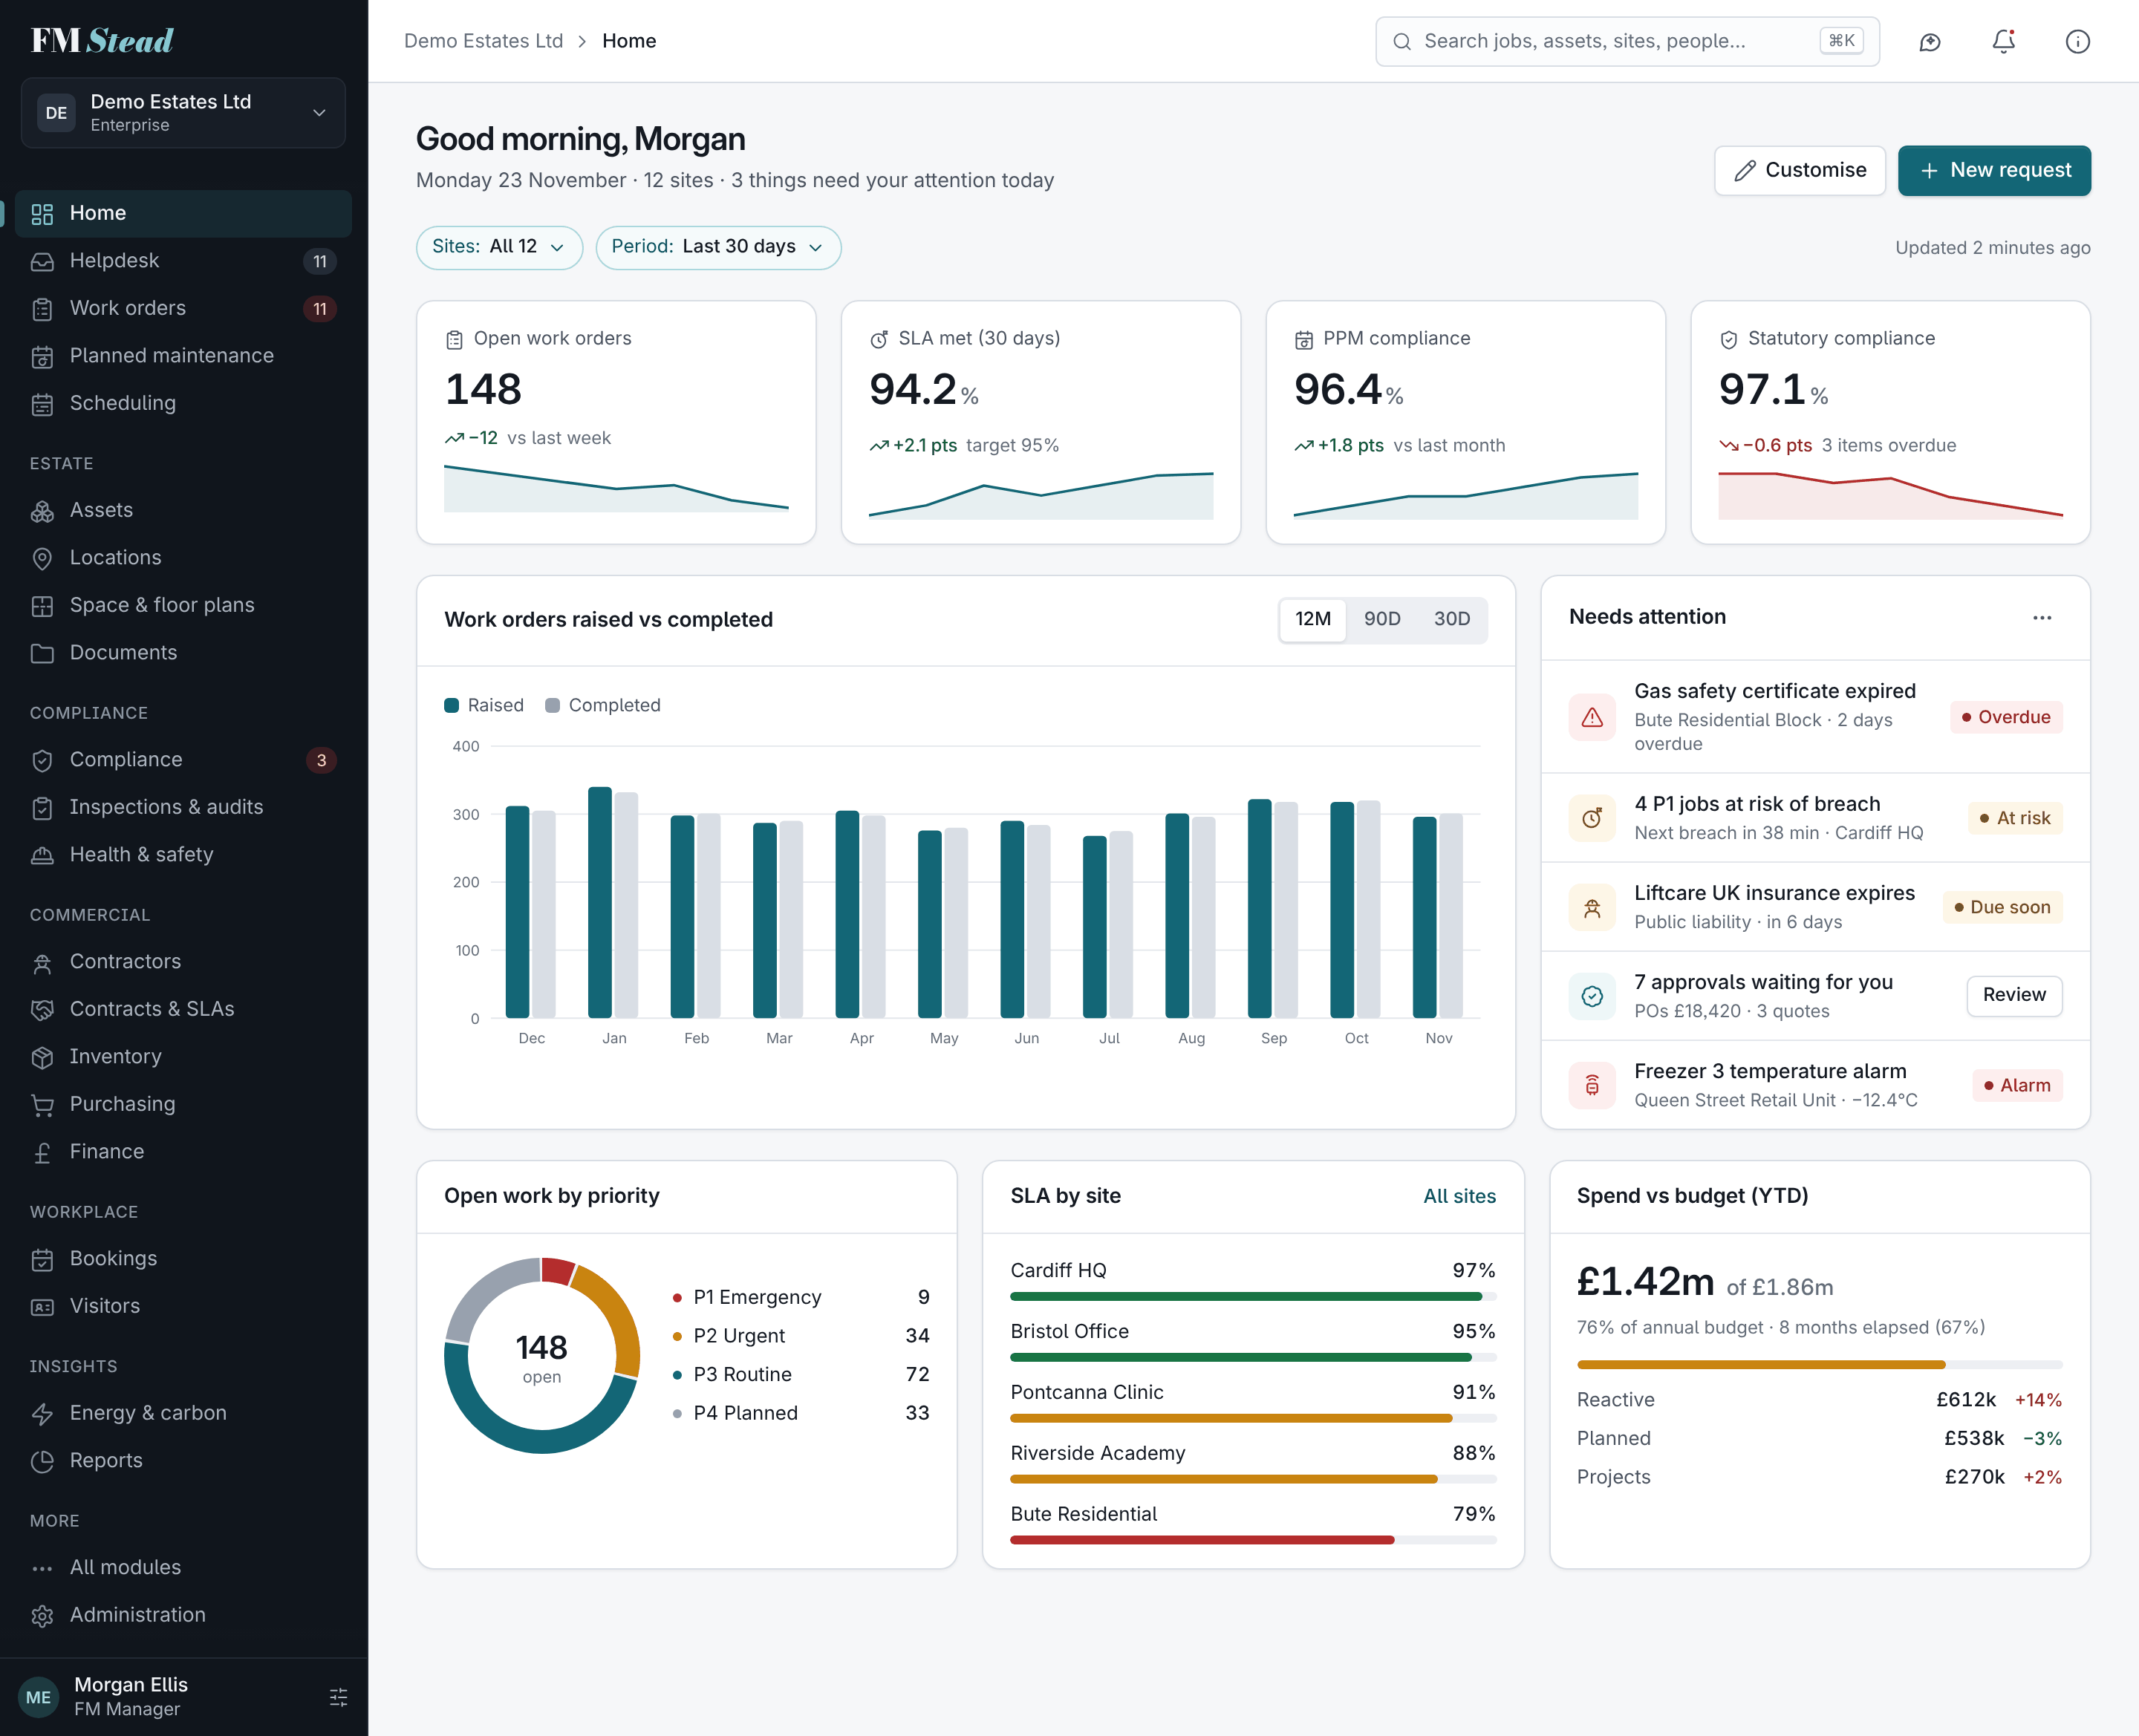 FM Stead
DE
Demo Estates Ltd
Enterprise
Home
Helpdesk 11
Work orders 11
Planned maintenance
Scheduling
ESTATE
Assets
Locations
Space & floor plans
Documents
COMPLIANCE
Compliance 3
Inspections & audits
Health & safety
COMMERCIAL
Contractors
Contracts & SLAs
Inventory
Purchasing
Finance
WORKPLACE
Bookings
Visitors
INSIGHTS
Energy & carbon
Reports
MORE
All modules
Administration
ME
Morgan Ellis
FM Manager
Demo Estates Ltd > Home
Search jobs, assets, sites, people... ⌘K
Good morning, Morgan
Monday 23 November · 12 sites · 3 things need your attention today
Customise
+ New request
Sites: All 12
Period: Last 30 days
Updated 2 minutes ago
Open work orders
148
−12 vs last week
SLA met (30 days)
94.2%
+2.1 pts target 95%
PPM compliance
96.4%
+1.8 pts vs last month
Statutory compliance
97.1%
−0.6 pts 3 items overdue
Work orders raised vs completed
12M 90D 30D
Raised Completed
400
300
200
100
0
Dec Jan Feb Mar Apr May Jun Jul Aug Sep Oct Nov
Needs attention
Gas safety certificate expired
Bute Residential Block · 2 days
overdue
Overdue
4 P1 jobs at risk of breach
Next breach in 38 min · Cardiff HQ
At risk
Liftcare UK insurance expires
Public liability · in 6 days
Due soon
7 approvals waiting for you
POs £18,420 · 3 quotes
Review
Freezer 3 temperature alarm
Queen Street Retail Unit · −12.4°C
Alarm
Open work by priority
148
open
P1 Emergency 9
P2 Urgent 34
P3 Routine 72
P4 Planned 33
SLA by site
All sites
Cardiff HQ 97%
Bristol Office 95%
Pontcanna Clinic 91%
Riverside Academy 88%
Bute Residential 79%
Spend vs budget (YTD)
£1.42m of £1.86m
76% of annual budget · 8 months elapsed (67%)
Reactive £612k +14%
Planned £538k −3%
Projects £270k +2%